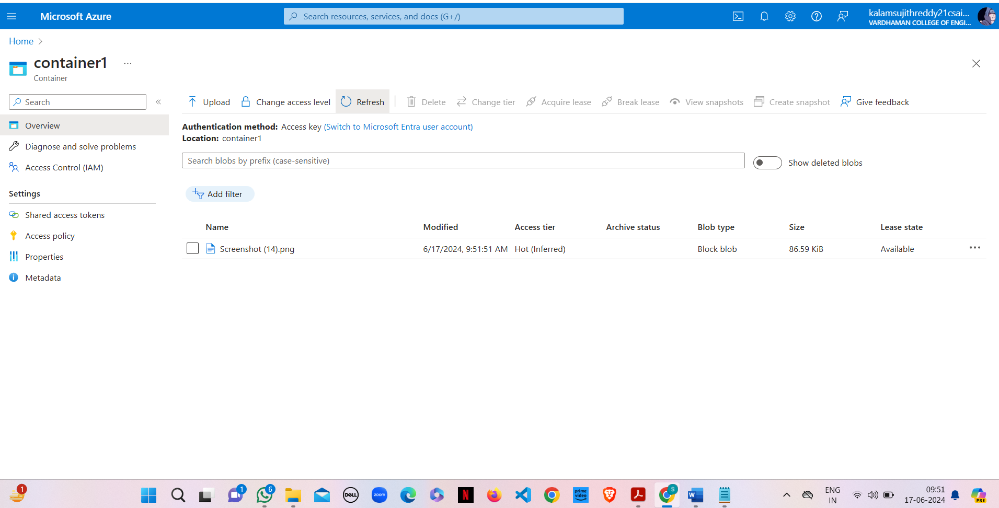 Microsoft Azure
Search resources, services, and docs (G+/)
kalamsujithreddy21csai...
VARDHAMAN COLLEGE OF ENGI...
Home
container1
Container
Search
Upload
Change access level
Refresh
Delete
Change tier
Acquire lease
Break lease
View snapshots
Create snapshot
Give feedback
Overview
Diagnose and solve problems
Access Control (IAM)
Settings
Shared access tokens
Access policy
Properties
Metadata
Authentication method: Access key (Switch to Microsoft Entra user account)
Location: container1
Search blobs by prefix (case-sensitive)
Show deleted blobs
Add filter
Name Modified Access tier Archive status Blob type Size Lease state
Screenshot (14).png 6/17/2024, 9:51:51 AM Hot (Inferred) Block blob 86.59 KiB Available
1
1
6
DELL
zoom
N
prime video
S
W
ENG
IN
09:51
17-06-2024
PRE